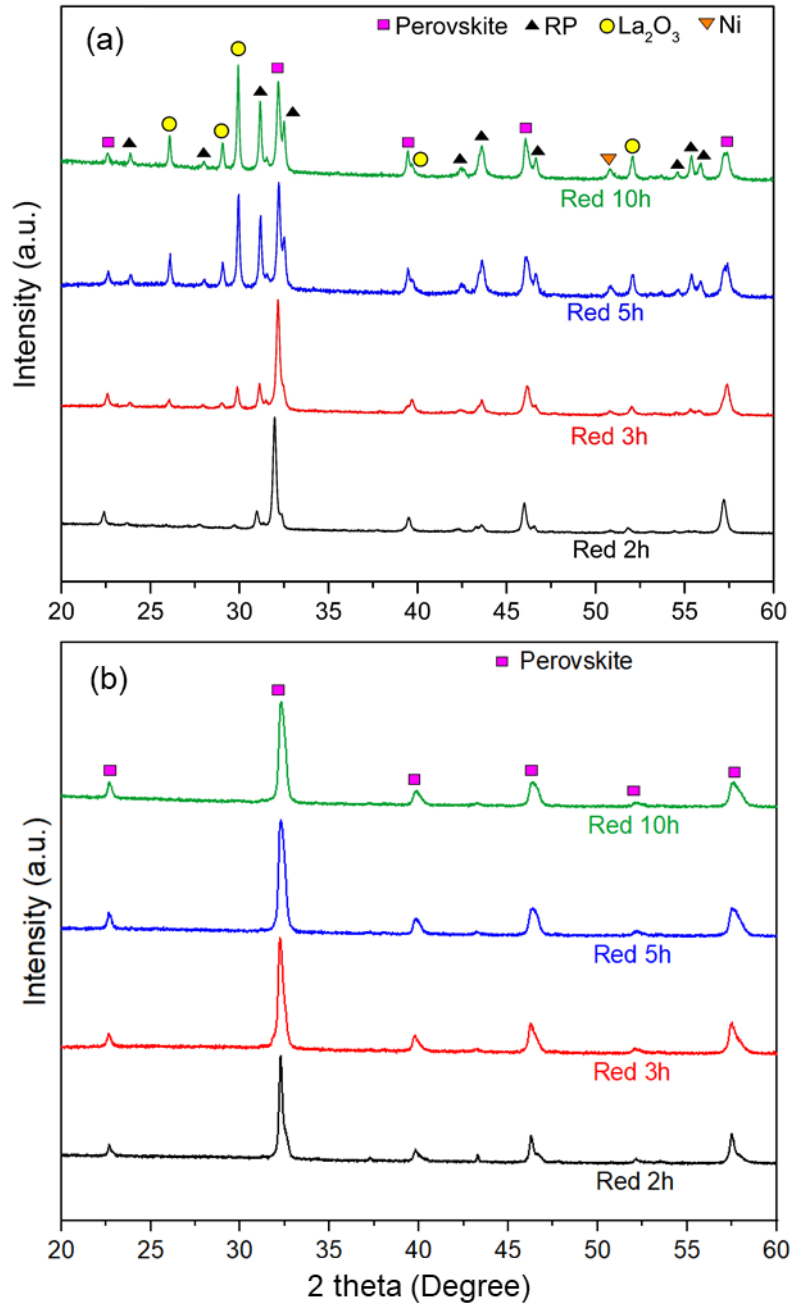 (a)
Perovskite RP La₂O₃ Ni
Red 10h
Red 5h
Red 3h
Red 2h
Intensity (a.u.)
20 25 30 35 40 45 50 55 60
(b)
Perovskite
Red 10h
Red 5h
Red 3h
Red 2h
Intensity (a.u.)
20 25 30 35 40 45 50 55 60
2 theta (Degree)